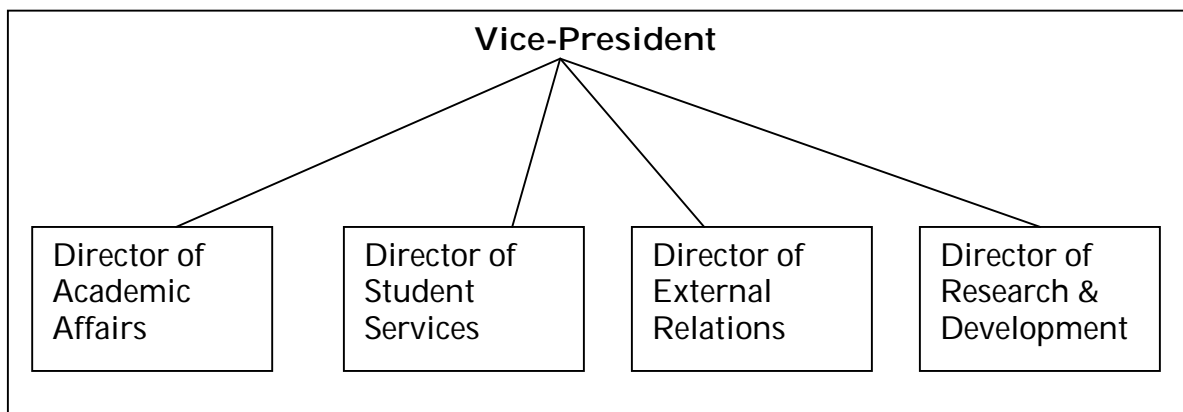 Vice-President
Director of
Academic
Affairs
Director of
Student
Services
Director of
External
Relations
Director of
Research &
Development